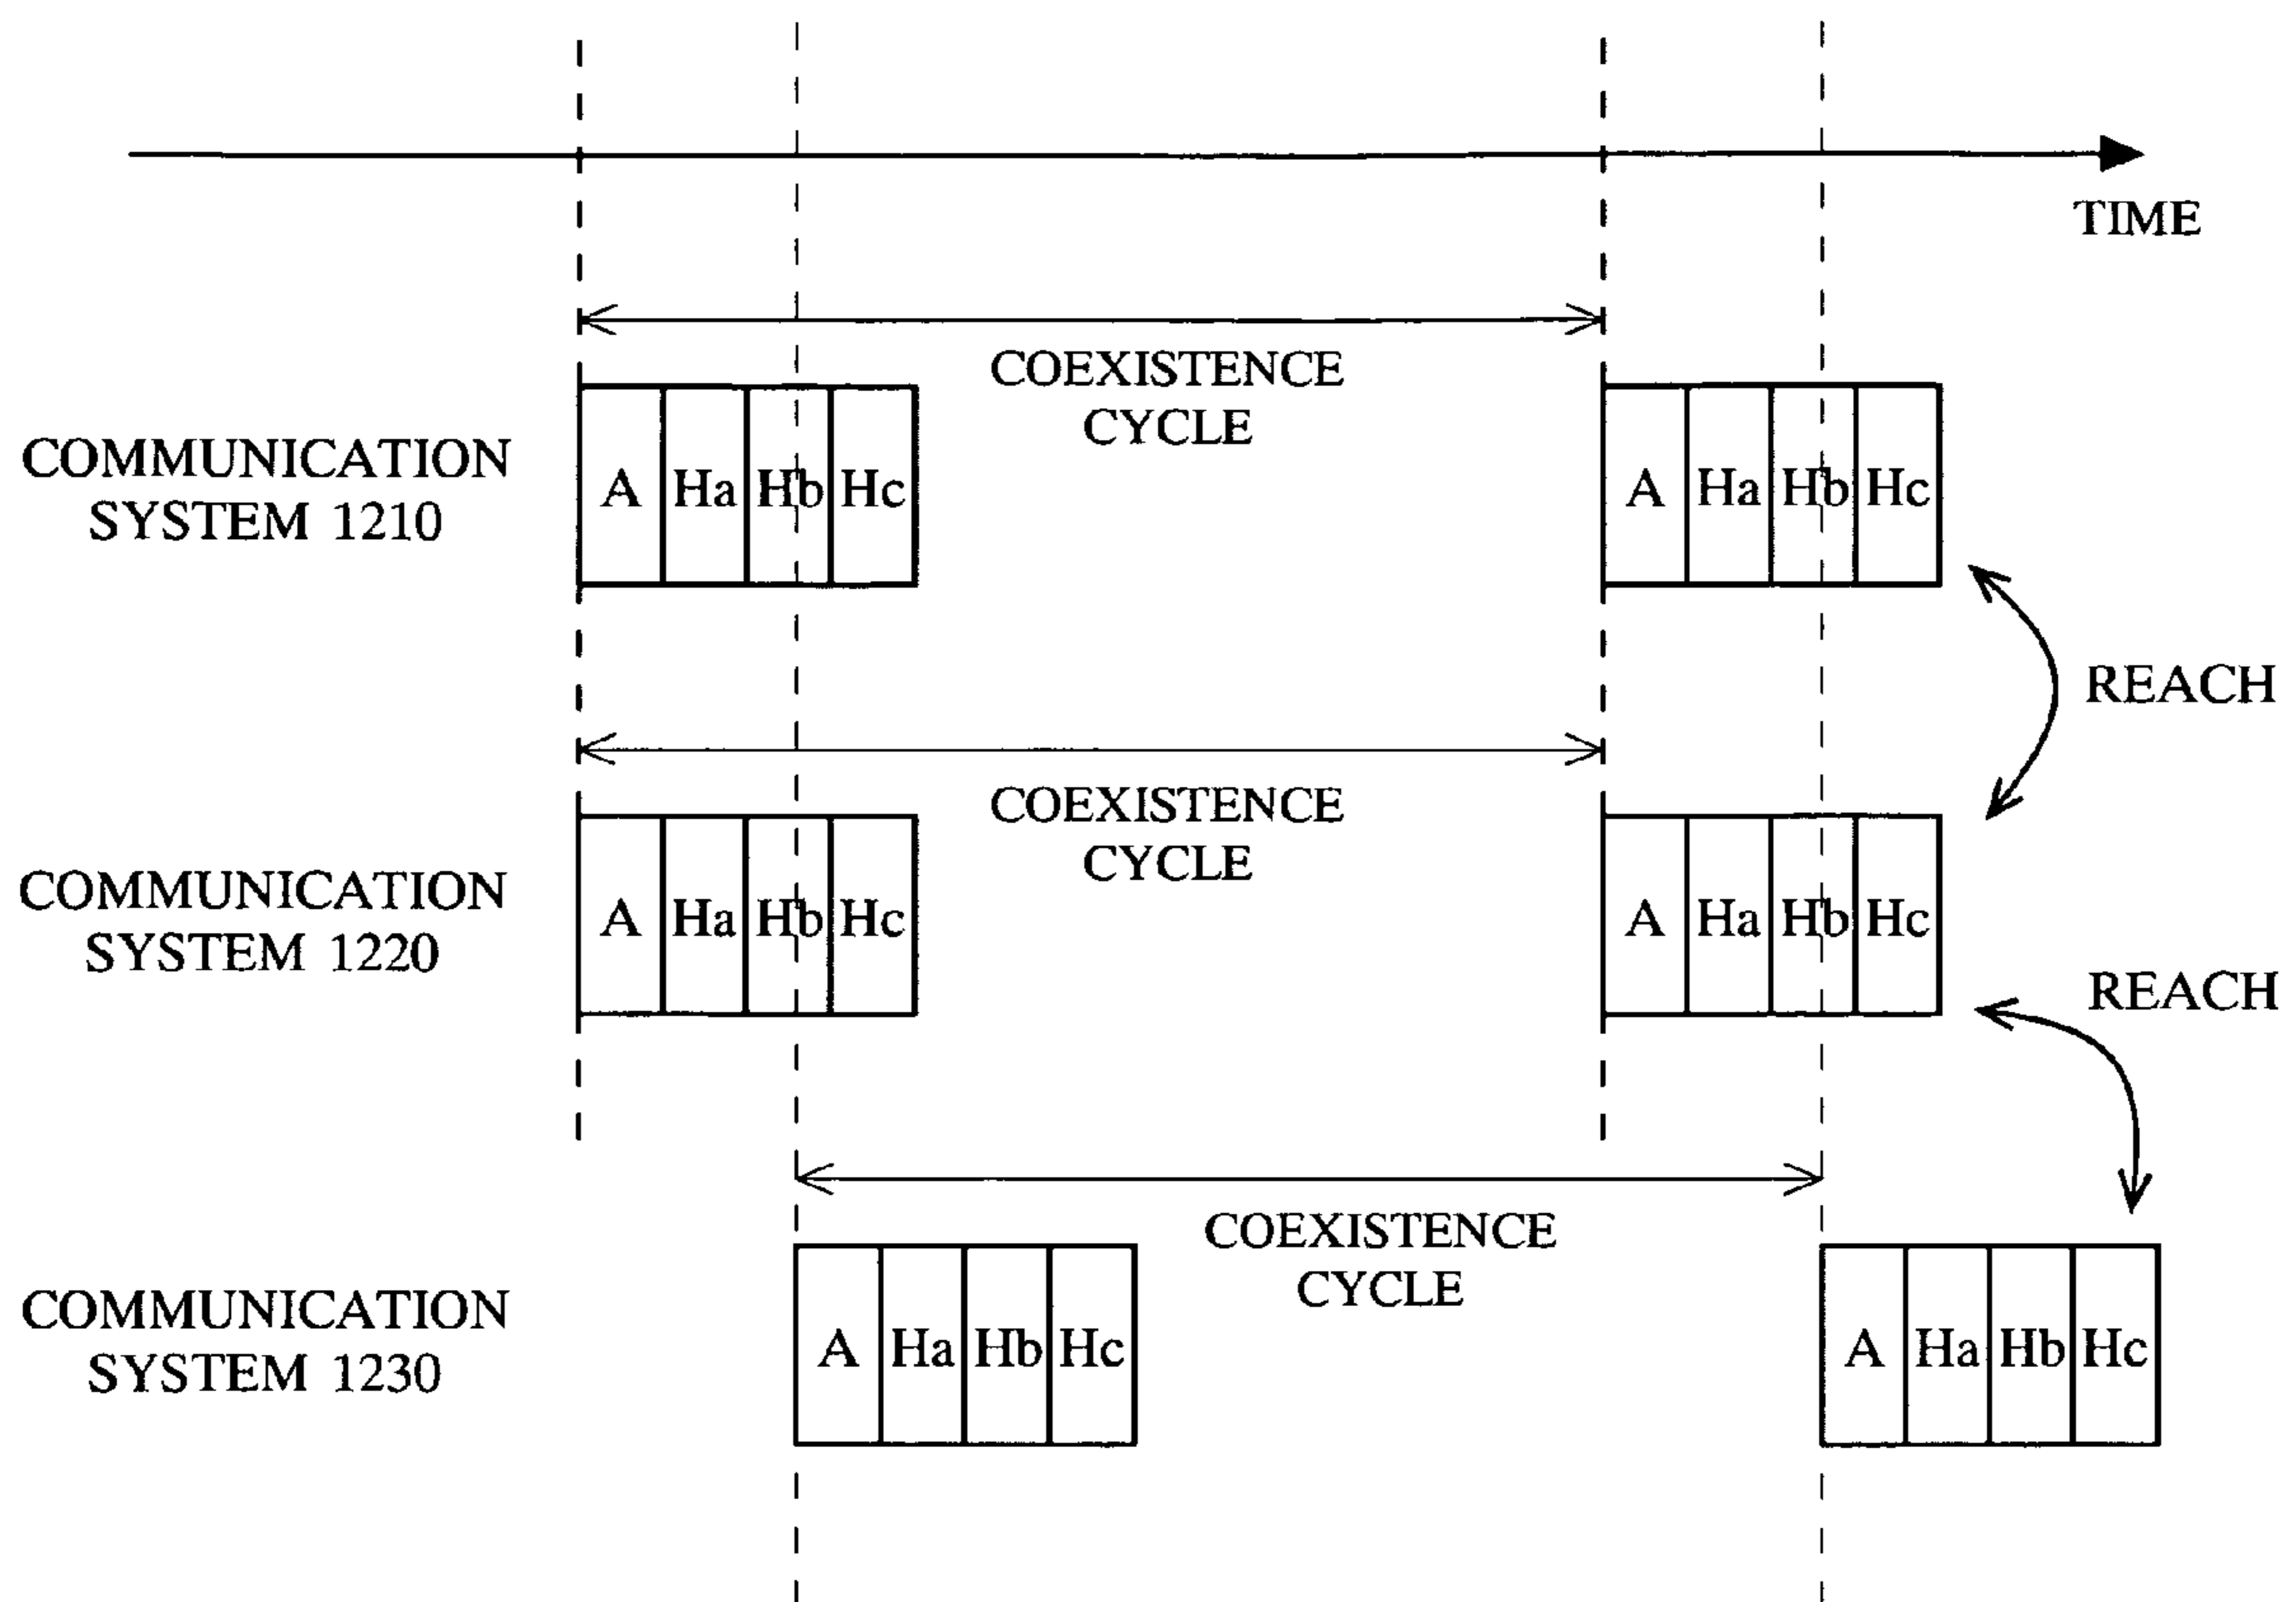 TIME
COEXISTENCE
CYCLE
COMMUNICATION
SYSTEM 1210
A Ha Hb Hc
A Ha Hb Hc
REACH
COEXISTENCE
CYCLE
COMMUNICATION
SYSTEM 1220
A Ha Hb Hc
A Ha Hb Hc
REACH
COEXISTENCE
CYCLE
COMMUNICATION
SYSTEM 1230
A Ha Hb Hc
A Ha Hb Hc